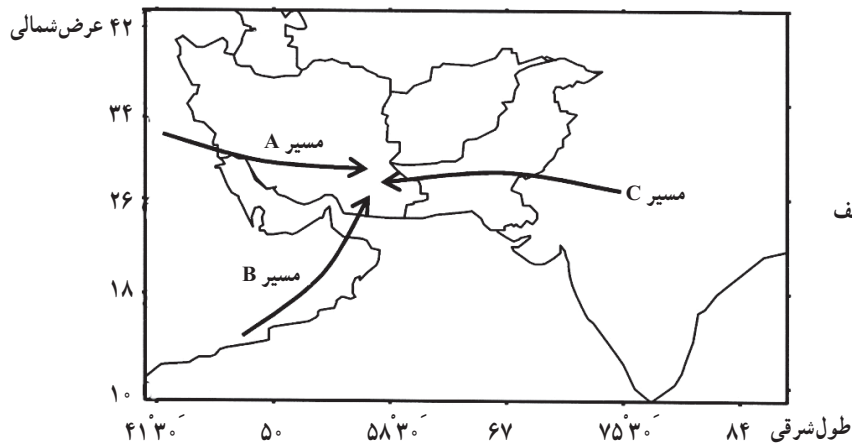 ۴۲ عرض‌شمالی
۳۴
۲۶
۱۸
۱۰
مسیر A
مسیر B
مسیر C
ف
۴۱°۳۰َ ۵۰ ۵۸°۳۰َ ۶۷ ۷۵°۳۰َ ۸۴ طول‌شرقی